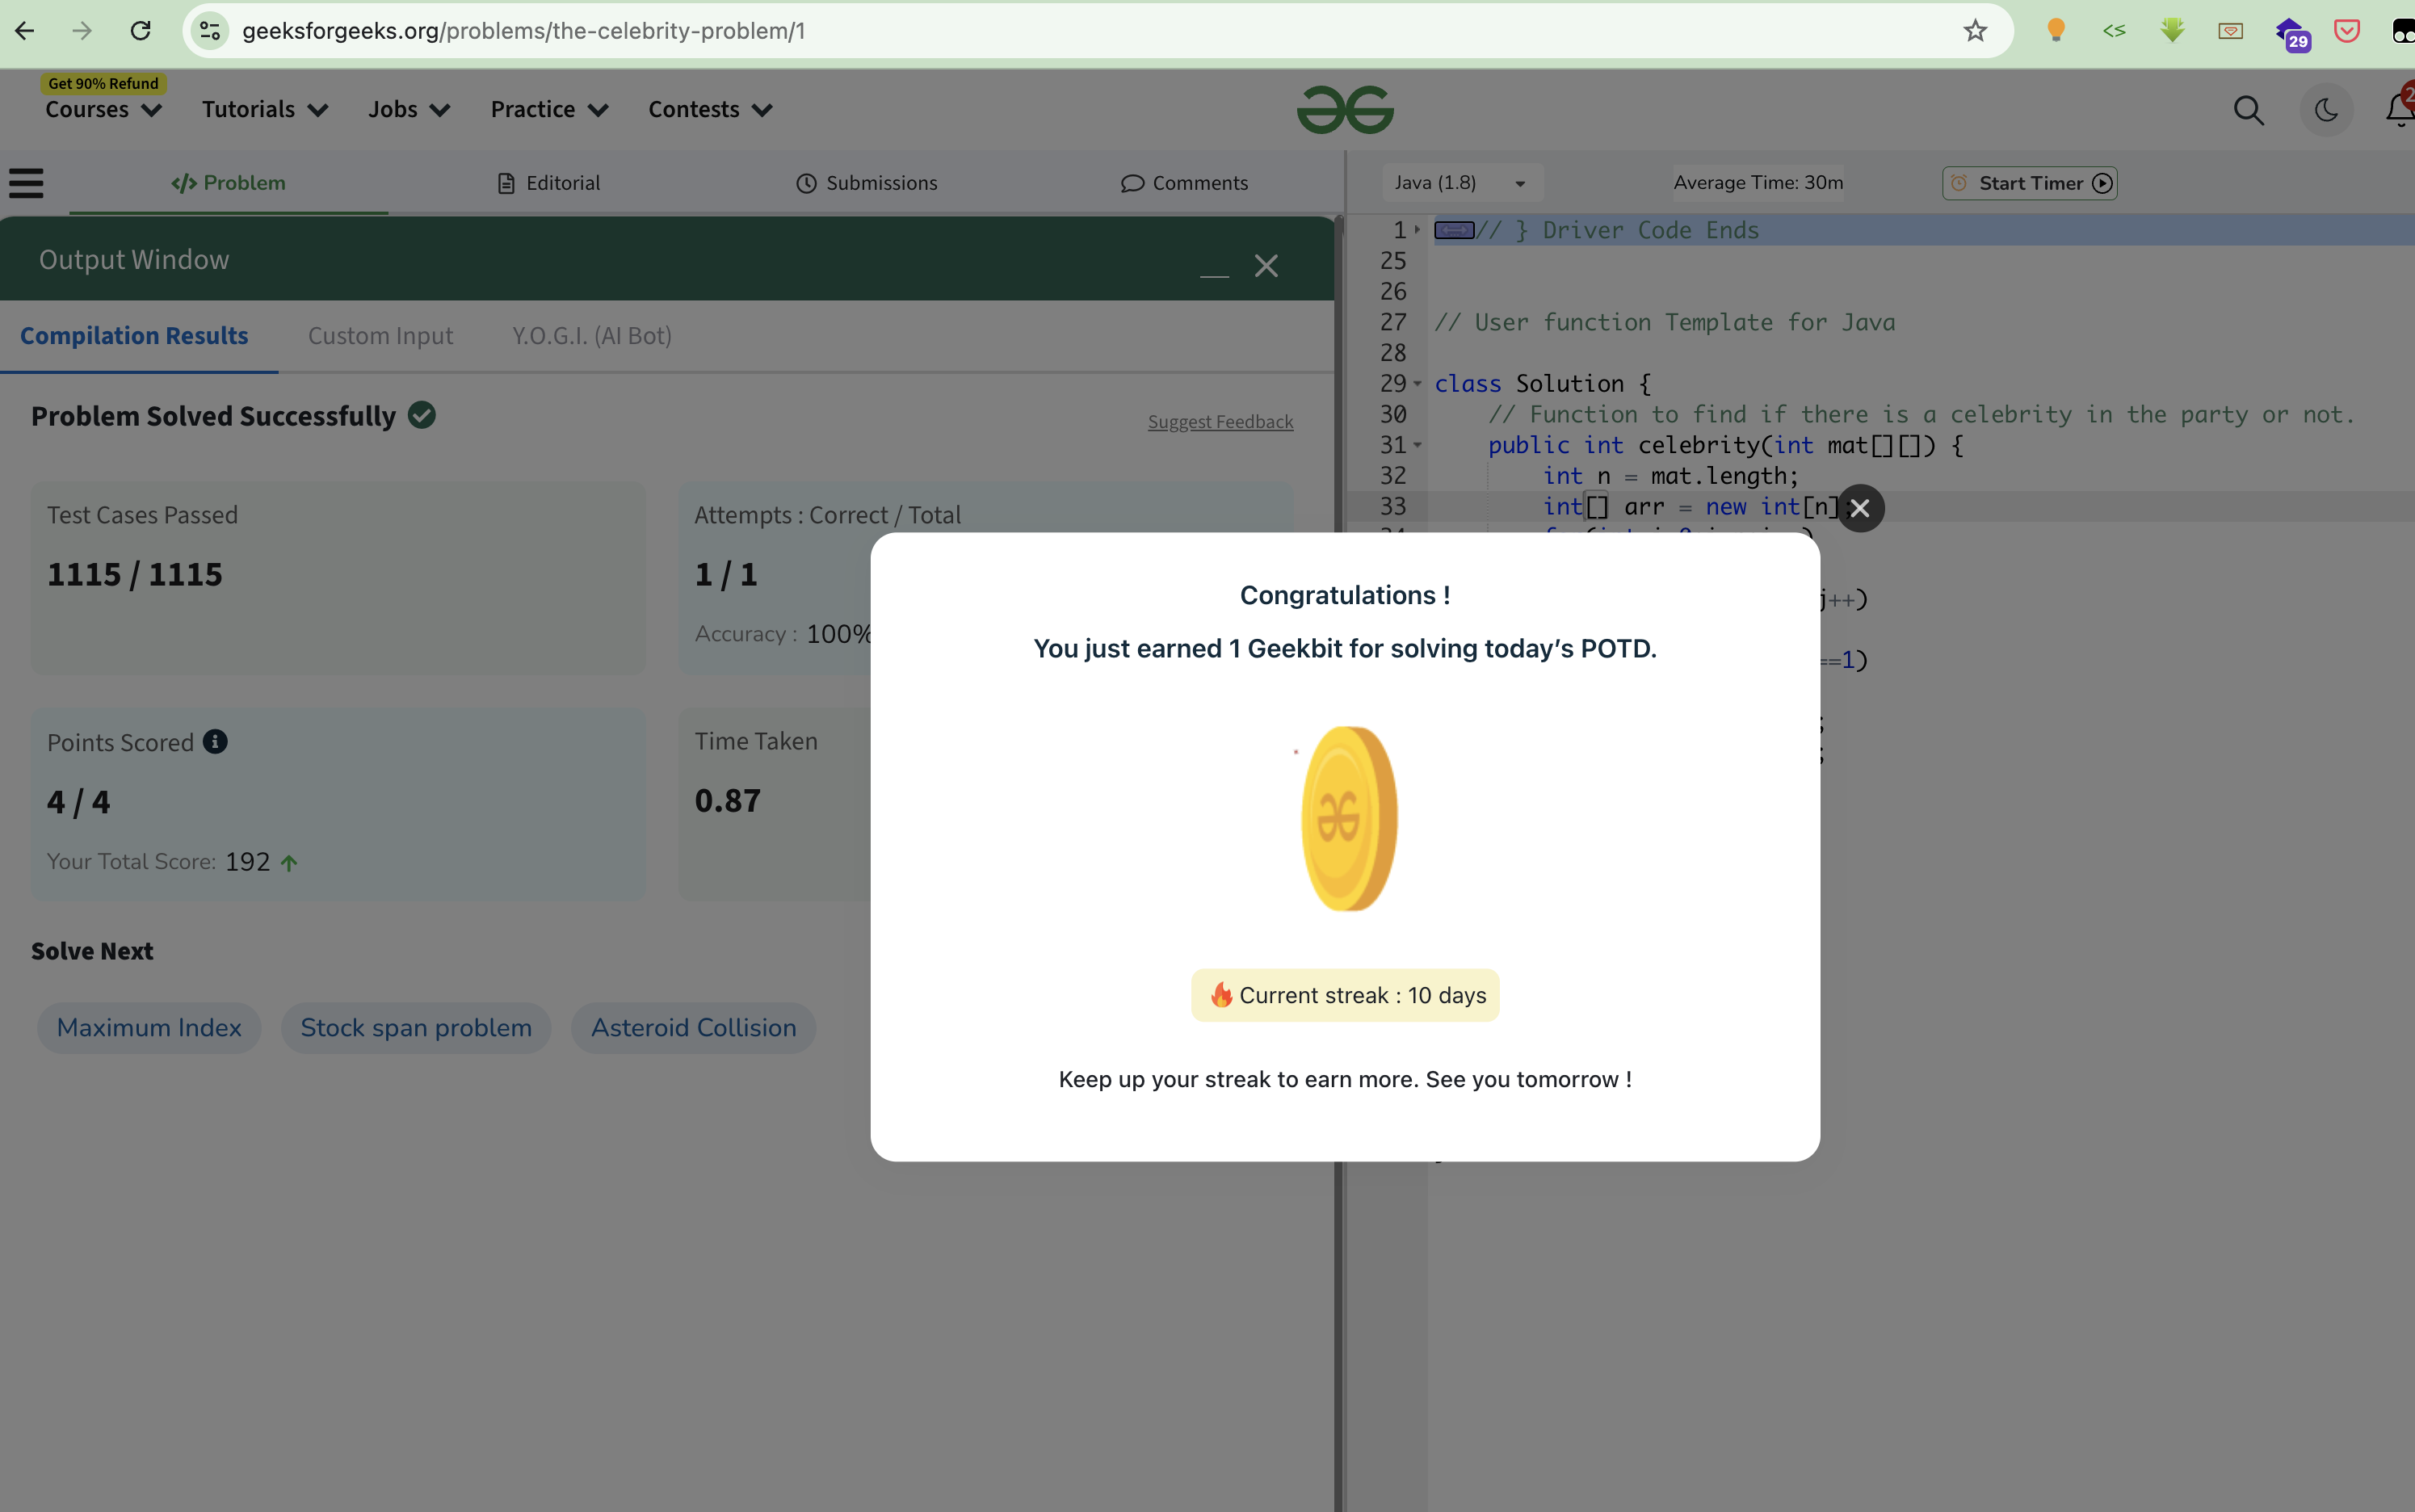 geeksforgeeks.org/problems/the-celebrity-problem/1
29
Get 90% Refund
Courses
Tutorials
Jobs
Practice
Contests
2
Problem
Editorial
Submissions
Comments
Java (1.8)
Average Time: 30m
Start Timer
Output Window
Compilation Results
Custom Input
Y.O.G.I. (AI Bot)
Problem Solved Successfully
Suggest Feedback
Test Cases Passed
1115 / 1115
Attempts : Correct / Total
1 / 1
Accuracy : 100%
Points Scored
4 / 4
Your Total Score: 192
Time Taken
0.87
Solve Next
Maximum Index
Stock span problem
Asteroid Collision
1 // } Driver Code Ends
25
26
27 // User function Template for Java
28
29 class Solution {
30 // Function to find if there is a celebrity in the party or not.
31 public int celebrity(int mat[][]) {
32 int n = mat.length;
33 int[] arr = new int[n]
j++)
==1)
;
;
Congratulations !
You just earned 1 Geekbit for solving today’s POTD.
Current streak : 10 days
Keep up your streak to earn more. See you tomorrow !